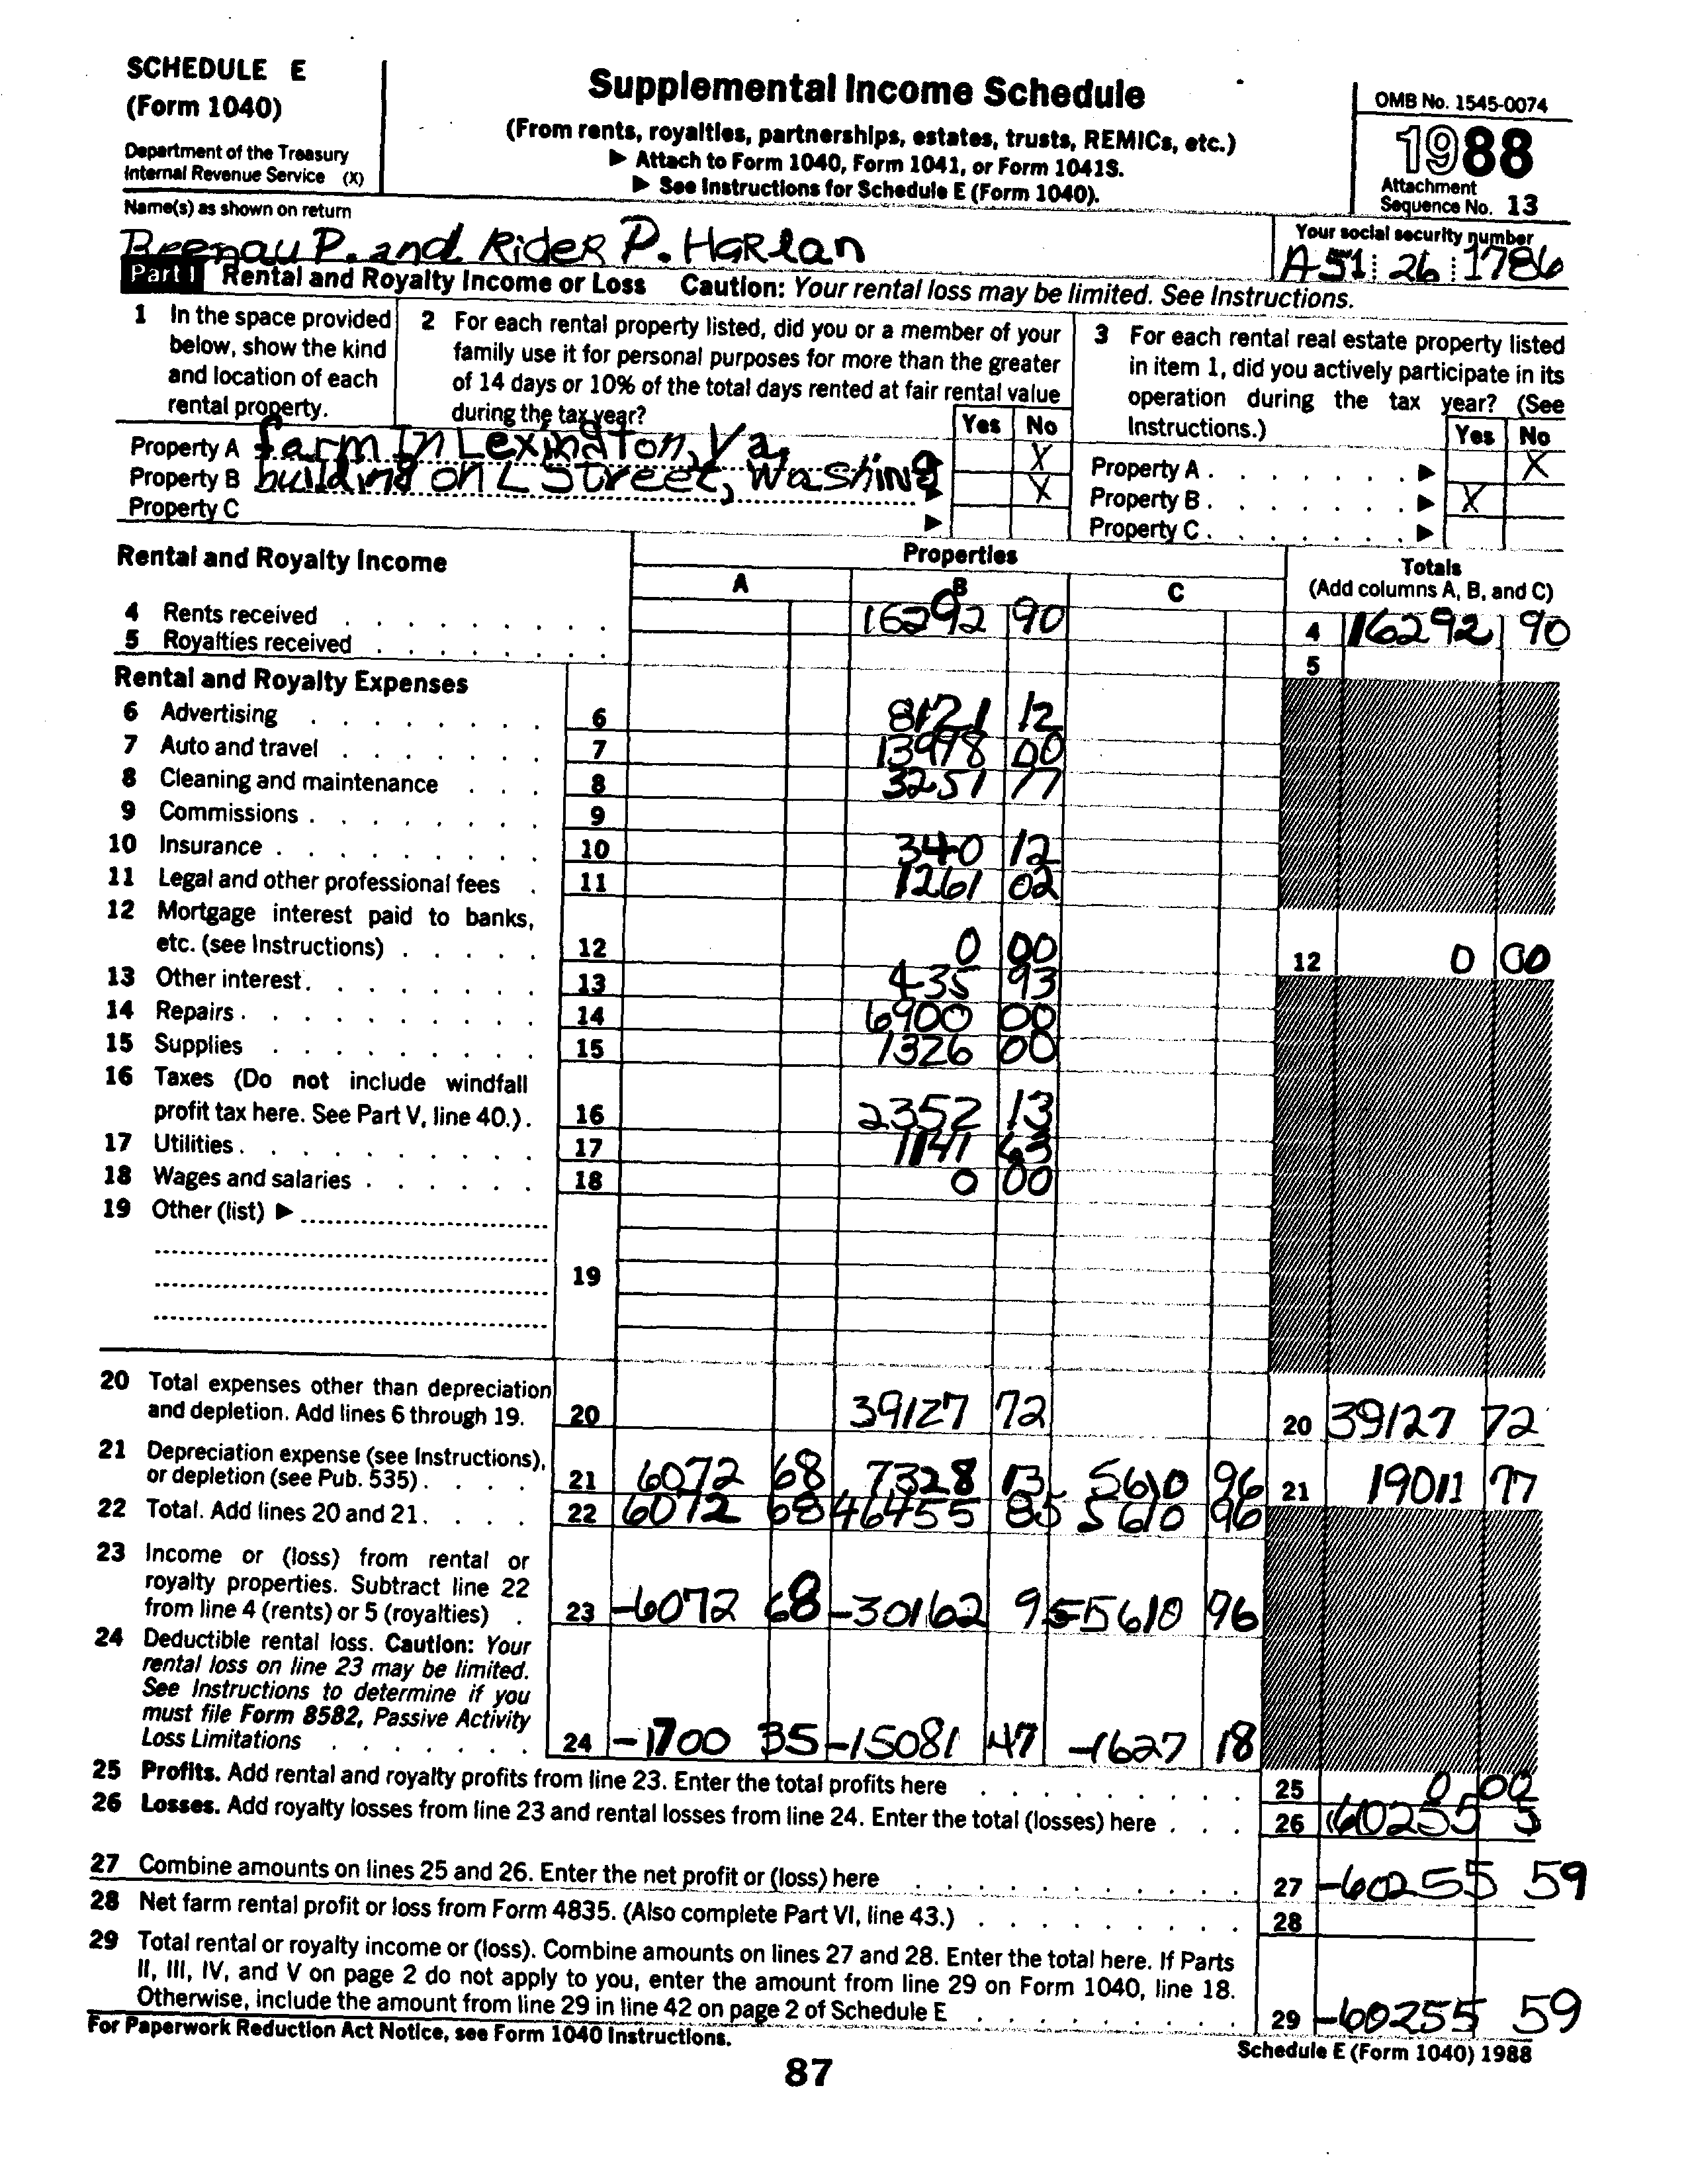 SCHEDULE E
(Form 1040)
Department of the Treasury
Internal Revenue Service (X)
Supplemental Income Schedule
(From rents, royalties, partnerships, estates, trusts, REMICs, etc.)
▶ Attach to Form 1040, Form 1041, or Form 1041S.
▶ See Instructions for Schedule E (Form 1040).
OMB No. 1545-0074
1988
Attachment
Sequence No. 13
Name(s) as shown on return
P. and Rider P. Harlan
Your social security number
A51 26 1786
Part I Rental and Royalty Income or Loss Caution: Your rental loss may be limited. See Instructions.
1 In the space provided
below, show the kind
and location of each
rental property.
2 For each rental property listed, did you or a member of your
family use it for personal purposes for more than the greater
of 14 days or 10% of the total days rented at fair rental value
during the tax year?
Yes No
3 For each rental real estate property listed
in item 1, did you actively participate in its
operation during the tax year? (See
Instructions.)
Yes No
Property A farm in Lexington, Va. X
Property B building on L Street, Washing X
Property C ▶
Property A . . . . . . . ▶ X
Property B . . . . . . . ▶ X
Property C . . . . . . . ▶
Rental and Royalty Income
Properties
A B C
Totals
(Add columns A, B, and C)
4 Rents received 16292 90 4 16292 90
5 Royalties received 5
Rental and Royalty Expenses
6 Advertising 6 8121 12
7 Auto and travel 7 13998 00
8 Cleaning and maintenance 8 3251 77
9 Commissions 9
10 Insurance 10 340 12
11 Legal and other professional fees 11 1261 02
12 Mortgage interest paid to banks,
etc. (see Instructions) 12 0 00 12 0 00
13 Other interest 13 435 93
14 Repairs 14 6900 00
15 Supplies 15 1326 00
16 Taxes (Do not include windfall
profit tax here. See Part V, line 40.) 16 2352 13
17 Utilities 17 1141 63
18 Wages and salaries 18 0 00
19 Other (list) ▶
19
20 Total expenses other than depreciation
and depletion. Add lines 6 through 19. 20 39127 72 20 39127 72
21 Depreciation expense (see Instructions),
or depletion (see Pub. 535) 21 6072 68 7328 13 5610 96 21 19011 77
22 Total. Add lines 20 and 21 22 6072 68 46455 85 5610 96
23 Income or (loss) from rental or
royalty properties. Subtract line 22
from line 4 (rents) or 5 (royalties) 23 -6072 68 -30162 95 -5610 96
24 Deductible rental loss. Caution: Your
rental loss on line 23 may be limited.
See Instructions to determine if you
must file Form 8582, Passive Activity
Loss Limitations 24 -1700 35 -15081 47 -1627 18
25 Profits. Add rental and royalty profits from line 23. Enter the total profits here 25 0 00
26 Losses. Add royalty losses from line 23 and rental losses from line 24. Enter the total (losses) here 26 (60255 5
27 Combine amounts on lines 25 and 26. Enter the net profit or (loss) here 27 -60255 59
28 Net farm rental profit or loss from Form 4835. (Also complete Part VI, line 43.) 28
29 Total rental or royalty income or (loss). Combine amounts on lines 27 and 28. Enter the total here. If Parts
II, III, IV, and V on page 2 do not apply to you, enter the amount from line 29 on Form 1040, line 18.
Otherwise, include the amount from line 29 in line 42 on page 2 of Schedule E 29 -60255 59
For Paperwork Reduction Act Notice, see Form 1040 Instructions.
Schedule E (Form 1040) 1988
87